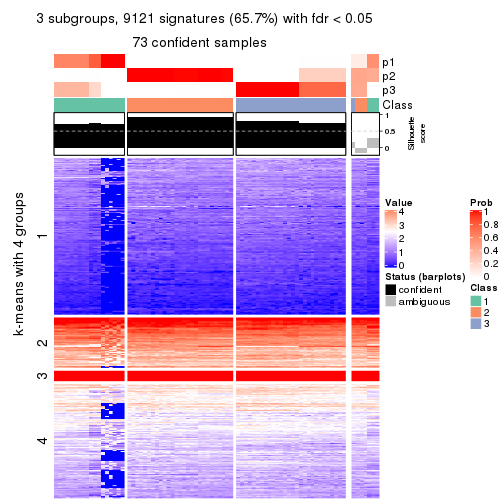 3 subgroups, 9121 signatures (65.7%) with fdr < 0.05
73 confident samples
p1
p2
p3
Class
1
0.5
0
Silhouette
score
k-means with 4 groups
1
2
3
4
Value
4
3
2
1
0
Status (barplots)
confident
ambiguous
Prob
1
0.8
0.6
0.4
0.2
0
Class
1
2
3